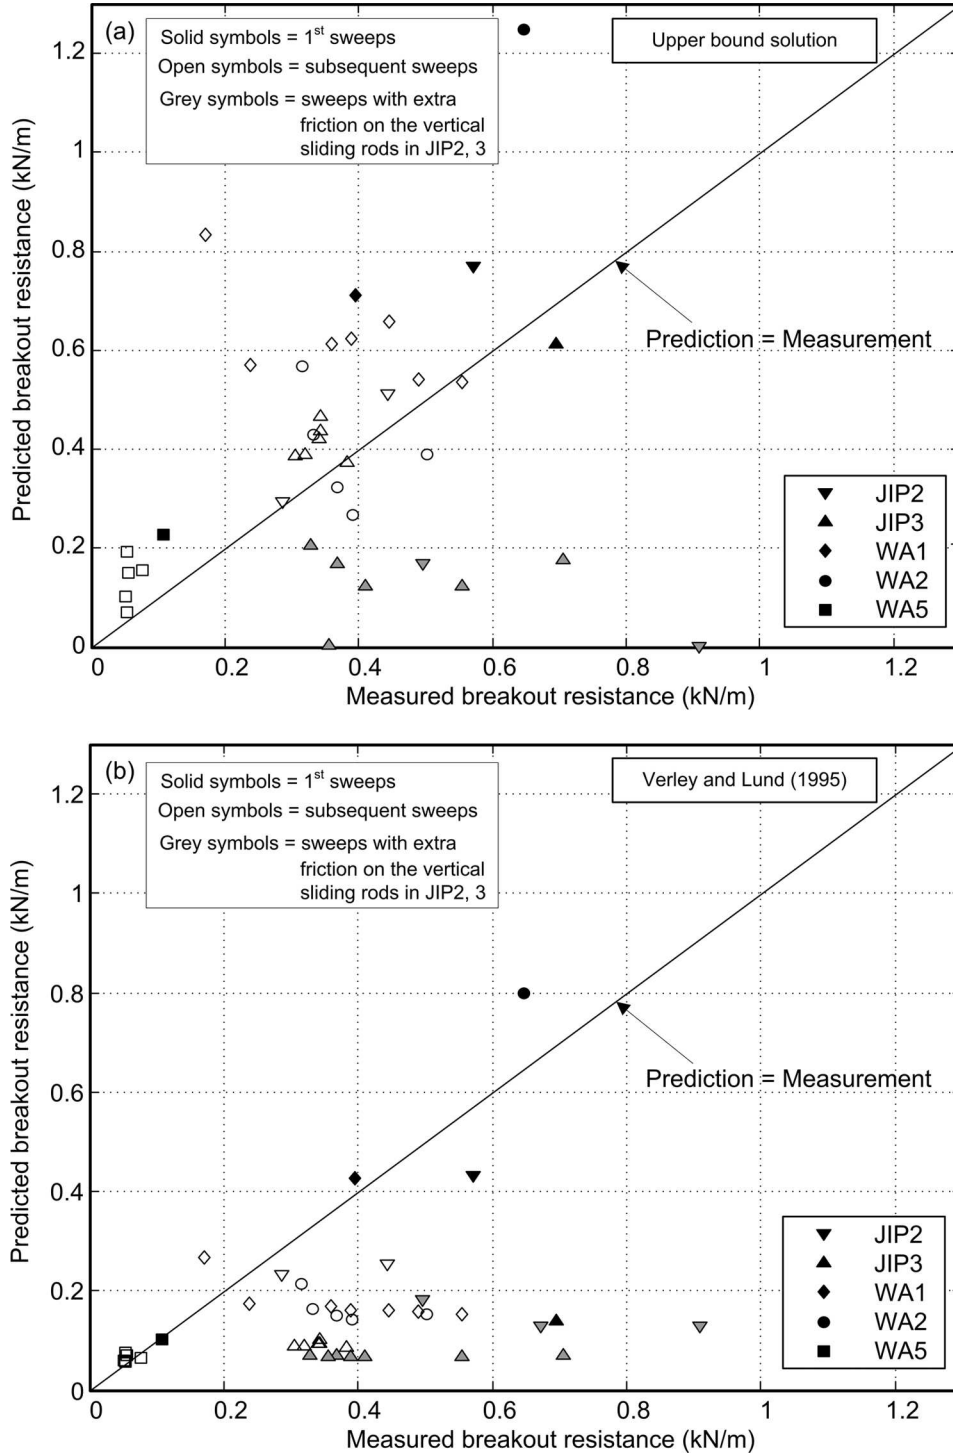 (a)
Solid symbols = 1st sweeps
Open symbols = subsequent sweeps
Grey symbols = sweeps with extra
friction on the vertical
sliding rods in JIP2, 3
Upper bound solution
Predicted breakout resistance (kN/m)
1.2
1
0.8
0.6
0.4
0.2
0
Prediction = Measurement
JIP2
JIP3
WA1
WA2
WA5
0
0.2
0.4
0.6
0.8
1
1.2
Measured breakout resistance (kN/m)
(b)
Solid symbols = 1st sweeps
Open symbols = subsequent sweeps
Grey symbols = sweeps with extra
friction on the vertical
sliding rods in JIP2, 3
Verley and Lund (1995)
Predicted breakout resistance (kN/m)
1.2
1
0.8
0.6
0.4
0.2
0
Prediction = Measurement
JIP2
JIP3
WA1
WA2
WA5
0
0.2
0.4
0.6
0.8
1
1.2
Measured breakout resistance (kN/m)